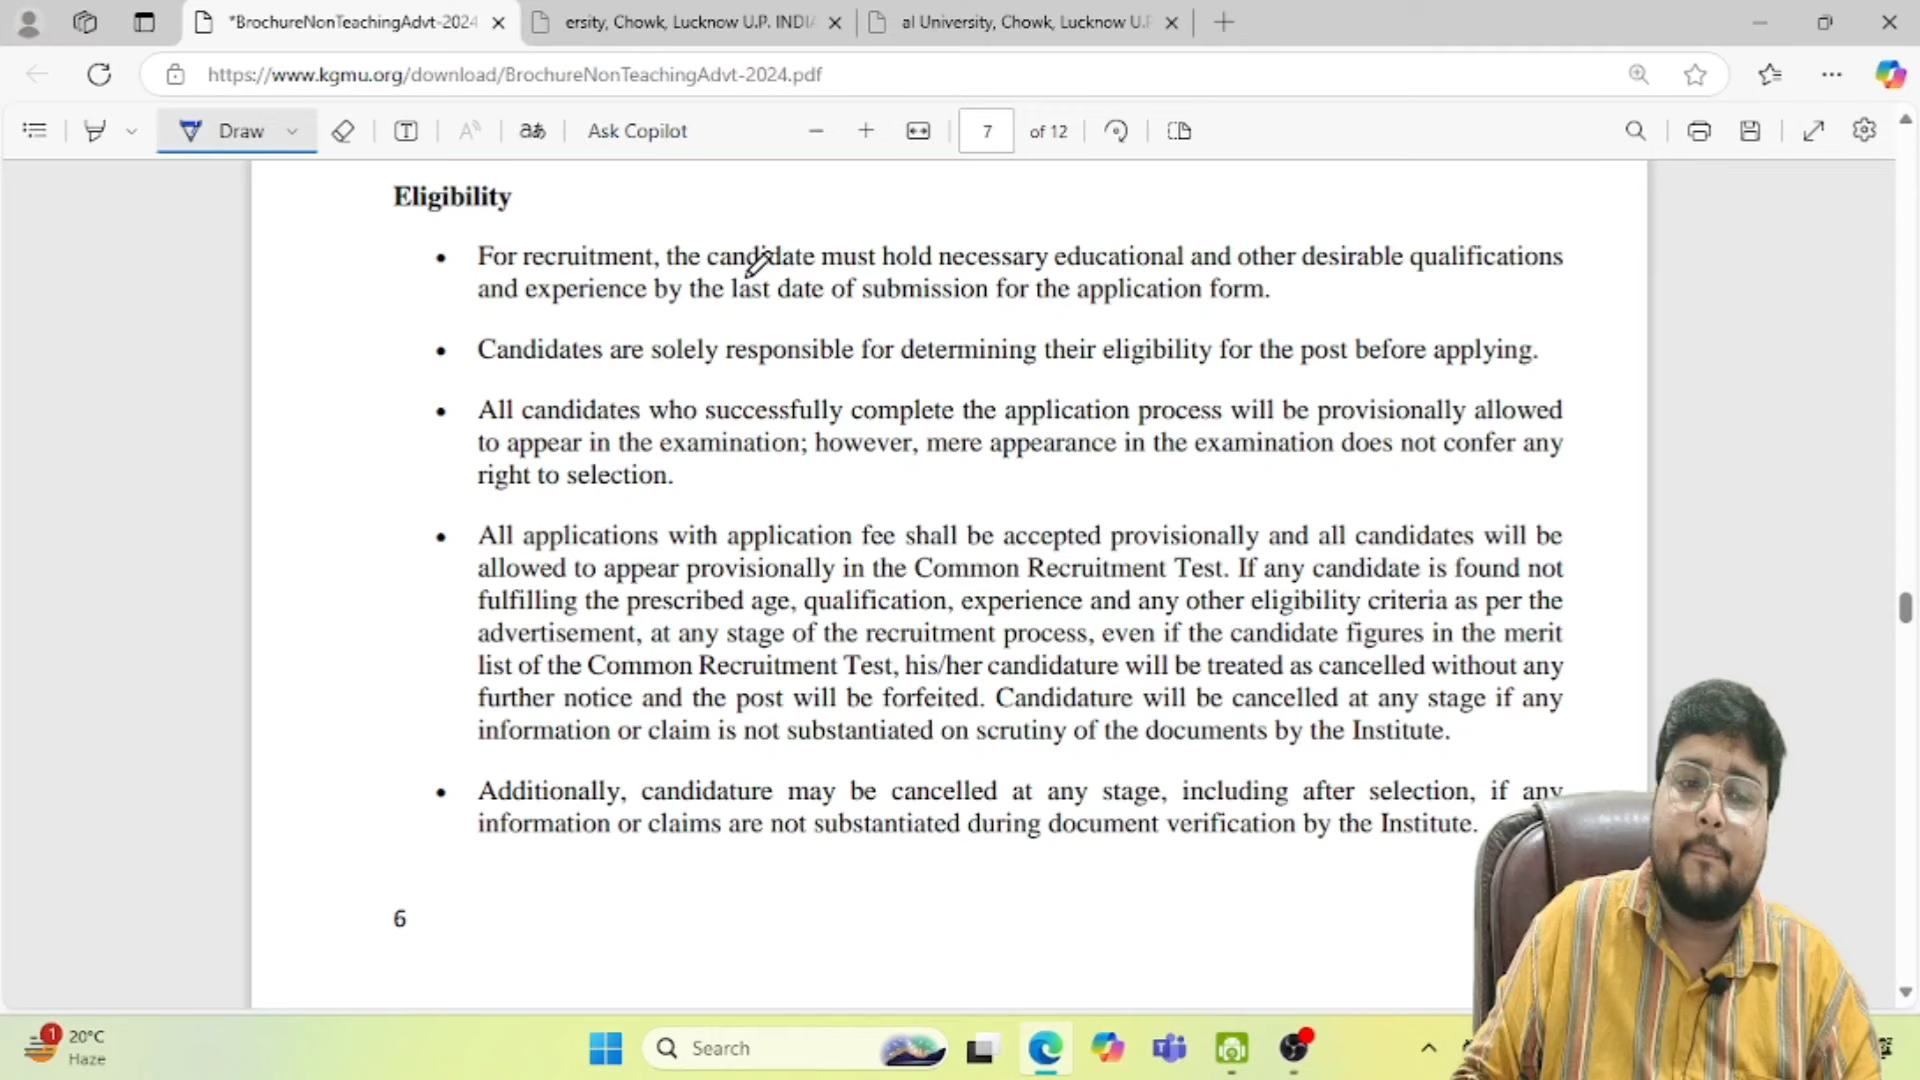 *BrochureNonTeachingAdvt-2024
ersity, Chowk, Lucknow U.P. INDI
al University, Chowk, Lucknow U.P
https://www.kgmu.org/download/BrochureNonTeachingAdvt-2024.pdf
Draw
Ask Copilot
7 of 12
Eligibility
• For recruitment, the candidate must hold necessary educational and other desirable qualifications
and experience by the last date of submission for the application form.
• Candidates are solely responsible for determining their eligibility for the post before applying.
• All candidates who successfully complete the application process will be provisionally allowed
to appear in the examination; however, mere appearance in the examination does not confer any
right to selection.
• All applications with application fee shall be accepted provisionally and all candidates will be
allowed to appear provisionally in the Common Recruitment Test. If any candidate is found not
fulfilling the prescribed age, qualification, experience and any other eligibility criteria as per the
advertisement, at any stage of the recruitment process, even if the candidate figures in the merit
list of the Common Recruitment Test, his/her candidature will be treated as cancelled without any
further notice and the post will be forfeited. Candidature will be cancelled at any stage if any
information or claim is not substantiated on scrutiny of the documents by the Institute.
• Additionally, candidature may be cancelled at any stage, including after selection, if any
information or claims are not substantiated during document verification by the Institute.
6
1
20°C
Haze
Search